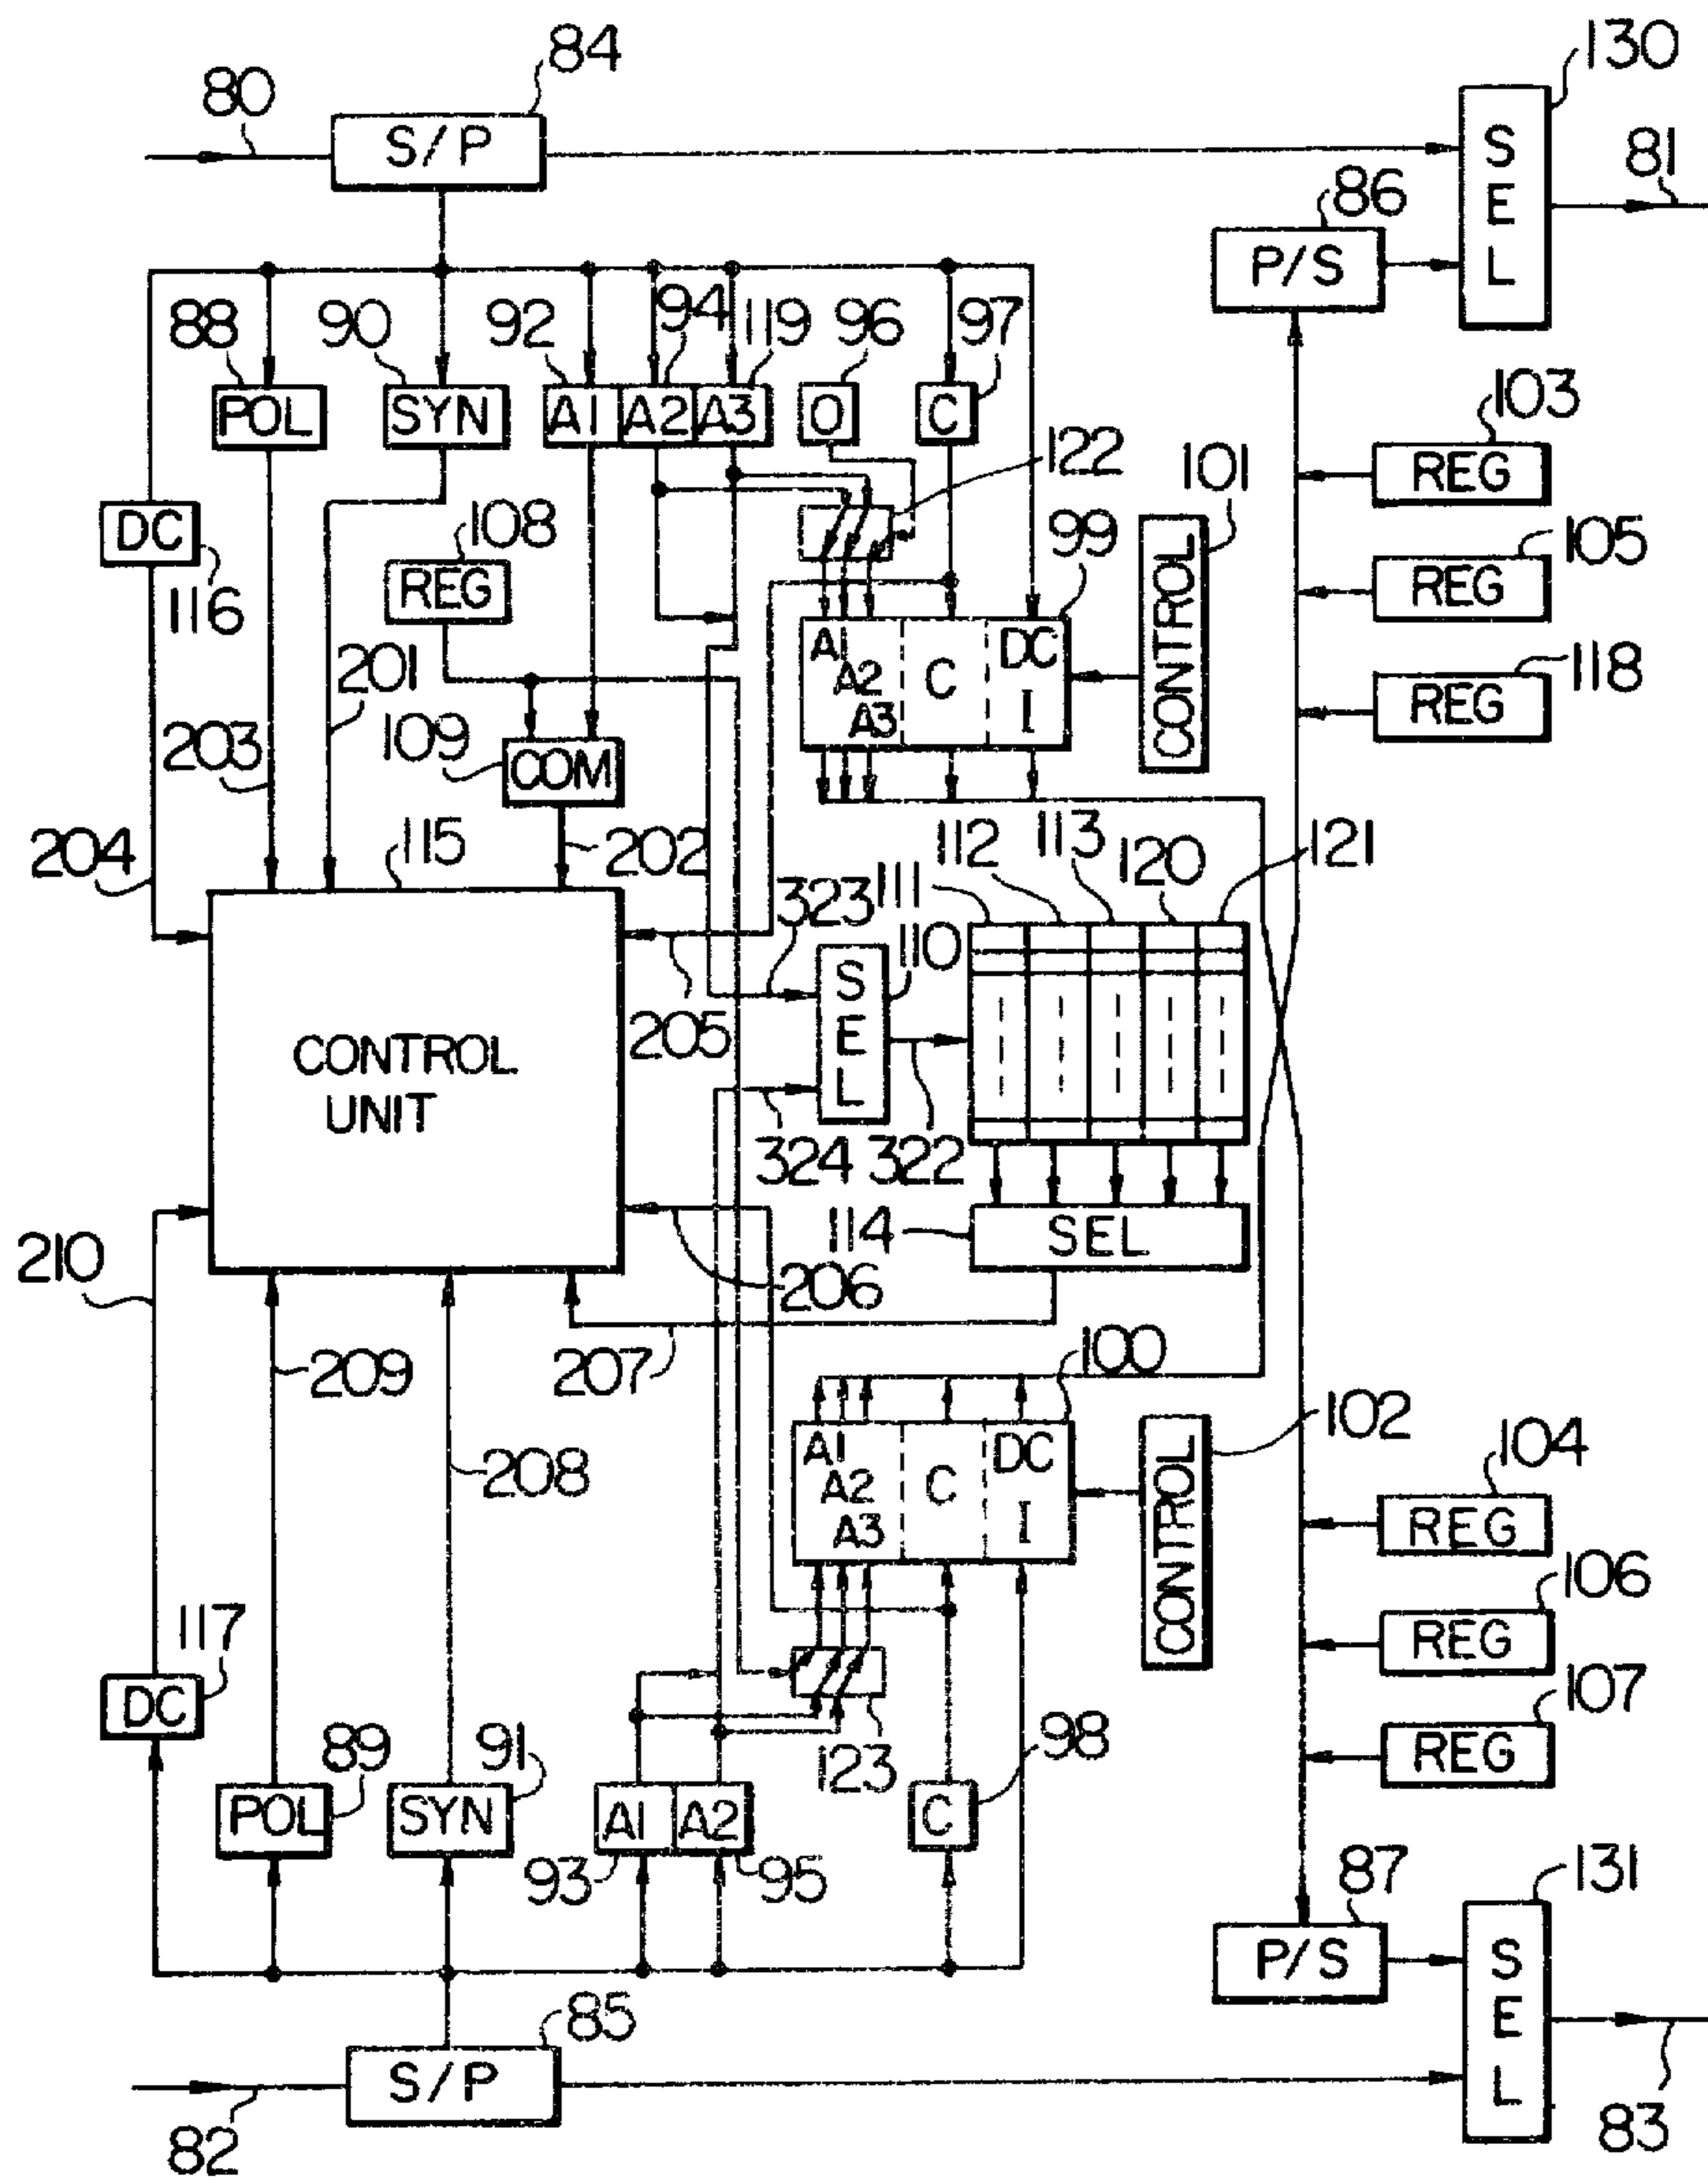 84
130
80
S/P
S
E
L
81
86
P/S
88
90
92
94
119
96
97
POL
SYN
A1
A2
A3
O
C
103
REG
122
101
DC
116
108
REG
99
CONTROL
105
REG
201
A1
A2
A3
C
DC
I
118
REG
203
109
COM
204
115
202
112
113
120
121
111
323
110
S
E
L
205
CONTROL
UNIT
324
322
114
SEL
210
206
209
207
100
102
208
A1
A2
A3
C
DC
I
CONTROL
104
REG
106
REG
117
DC
107
REG
89
91
123
98
POL
SYN
A1
A2
C
93
95
87
131
P/S
S
E
L
85
S/P
82
83